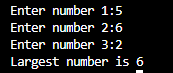 Enter number 1:5
Enter number 2:6
Enter number 3:2
Largest number is 6